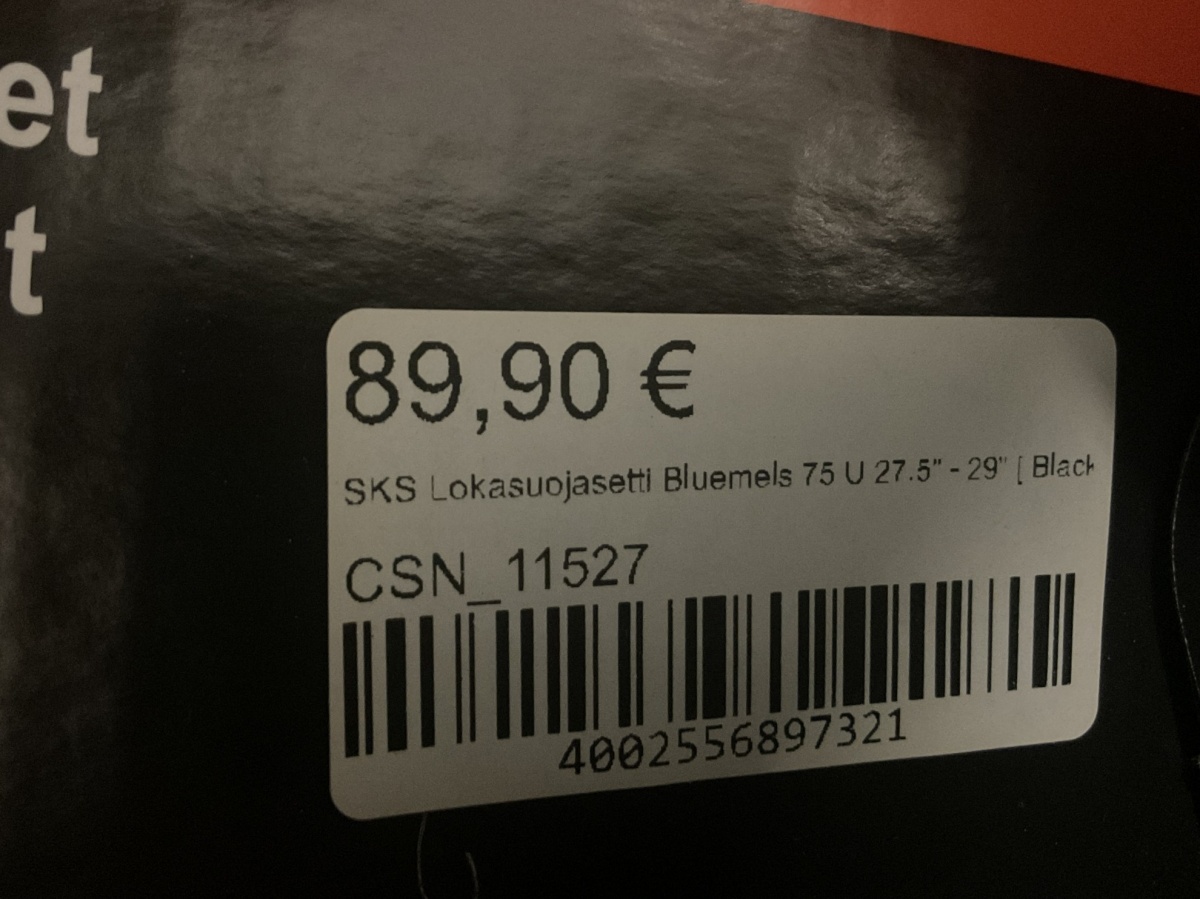 et
t
89,90 €
SKS Lokasuojasetti Bluemels 75 U 27.5" - 29" [ Black
CSN_11527
4002556897321